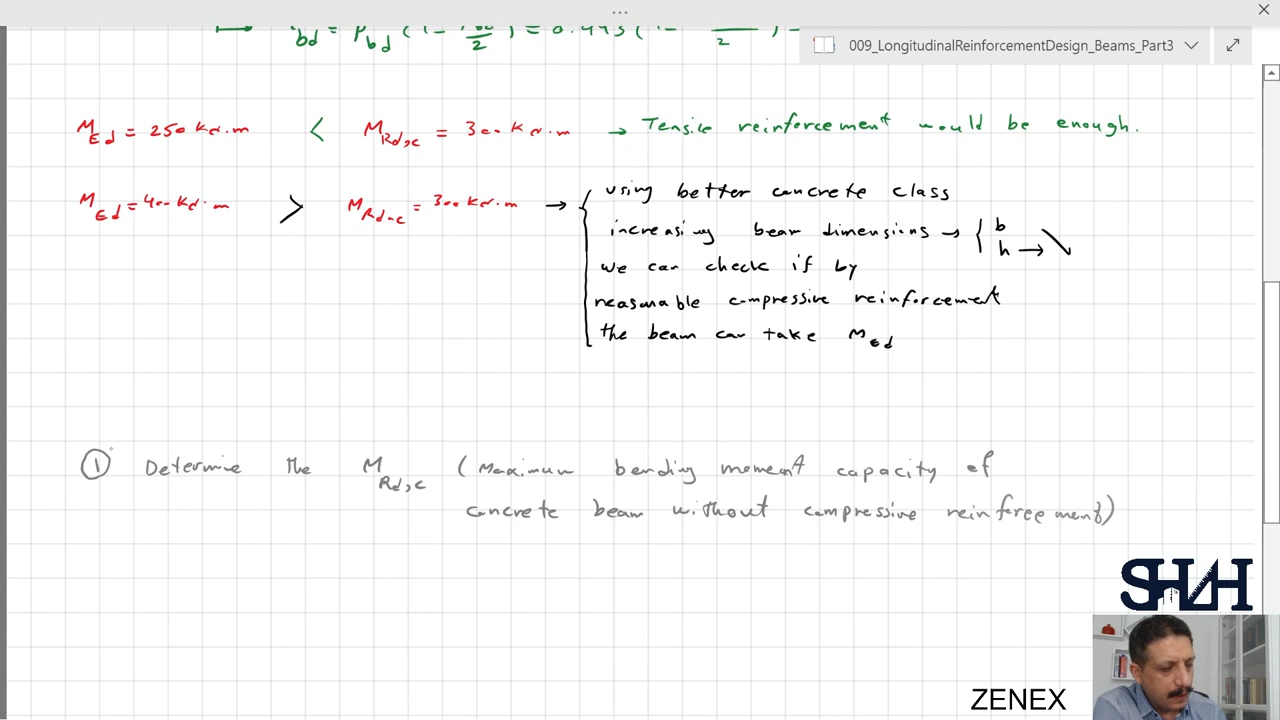 009_LongitudinalReinforcementDesign_Beams_Part3
M_Ed = 250 kN.m < M_Rd,c = 300 kN.m → Tensile reinforcement would be enough.
M_Ed = 400 kN.m > M_Rd,c = 300 kN.m → { using better concrete class
increasing beam dimensions → { b
h →
we can check if by
reasonable compressive reinforcement
the beam can take M_Ed
① Determine the M_Rd,c (Maximum bending moment capacity of
concrete beam without compressive reinforcement)
SHZH
ZENEX